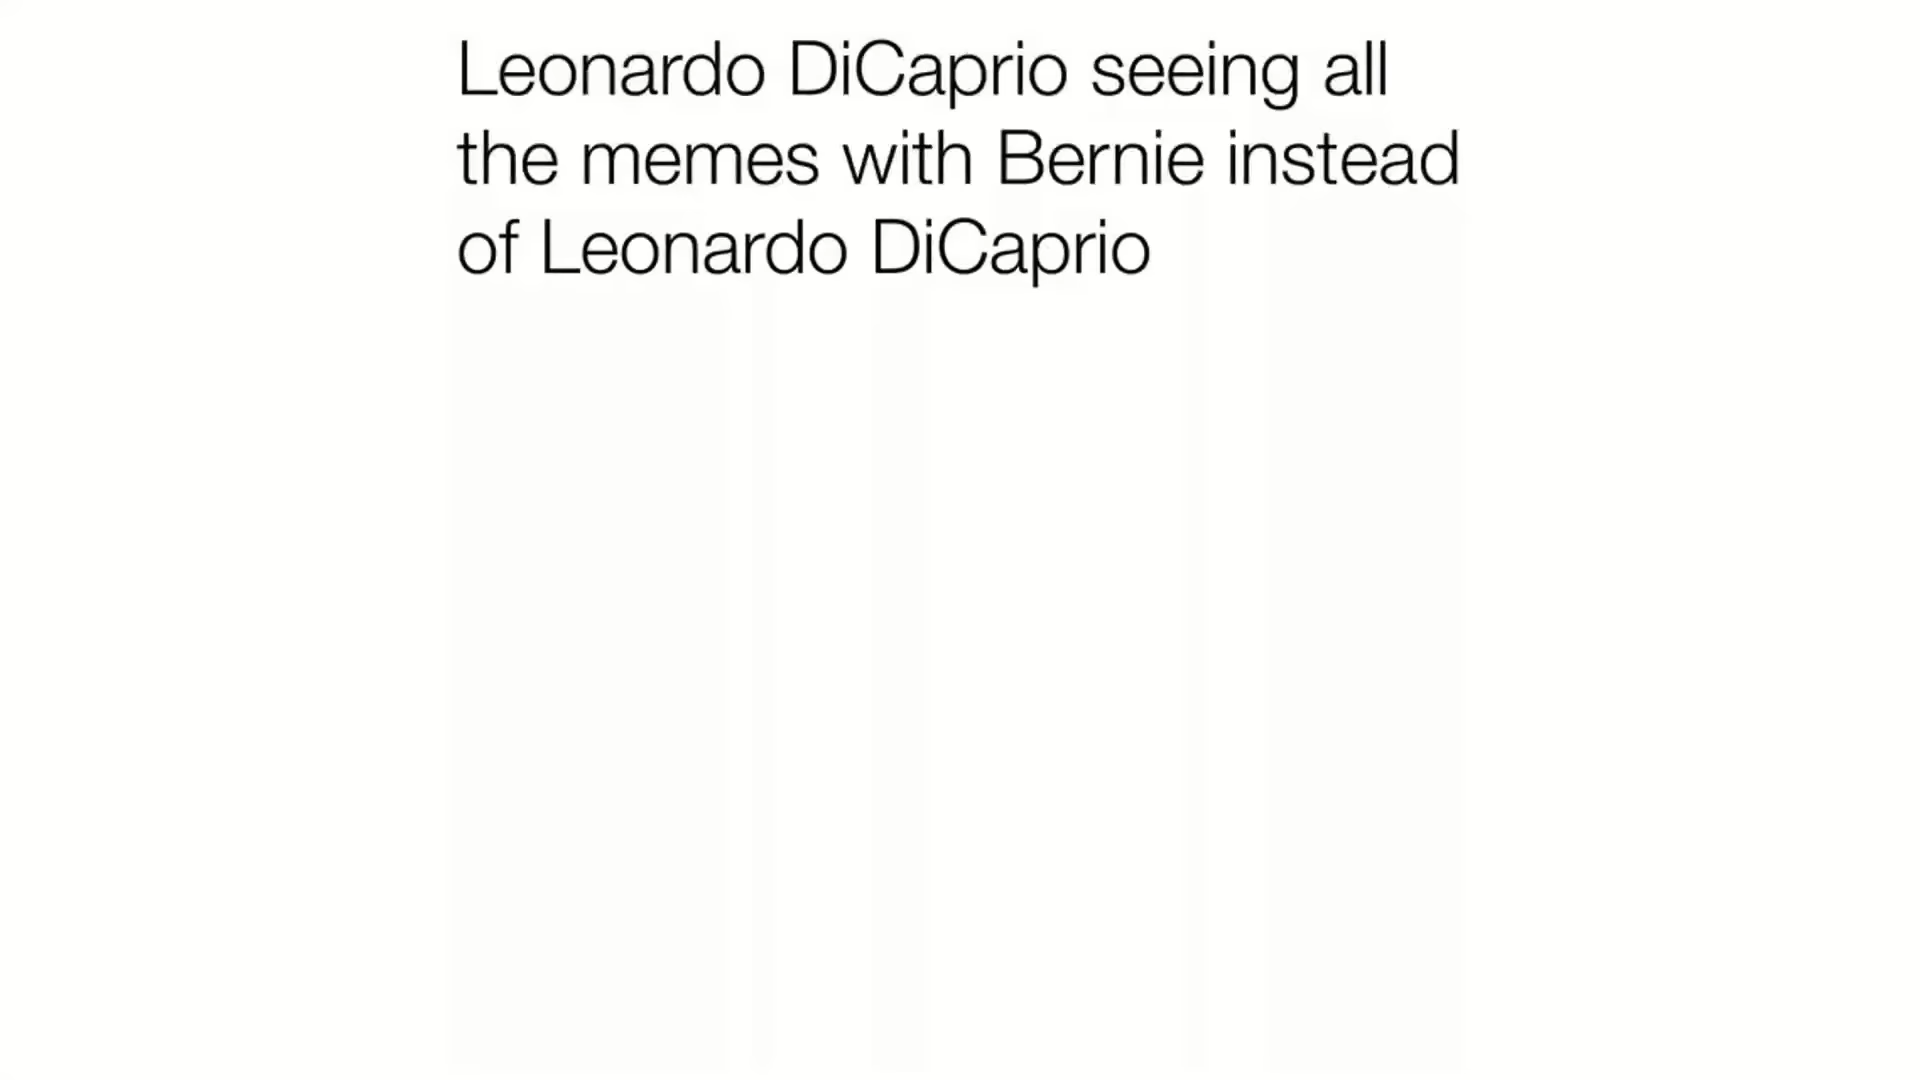 Leonardo DiCaprio seeing all
the memes with Bernie instead
of Leonardo DiCaprio